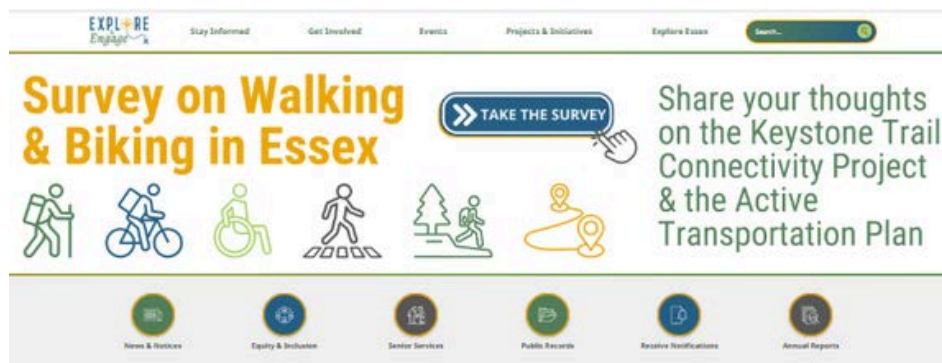 EXPL RE
Engage
Stay Informed
Get Involved
Events
Projects & Initiatives
Explore Essex
Search...
Survey on Walking
& Biking in Essex
TAKE THE SURVEY
Share your thoughts
on the Keystone Trail
Connectivity Project
& the Active
Transportation Plan
News & Notices
Equity & Inclusion
Senior Services
Public Records
Receive Notifications
Annual Reports